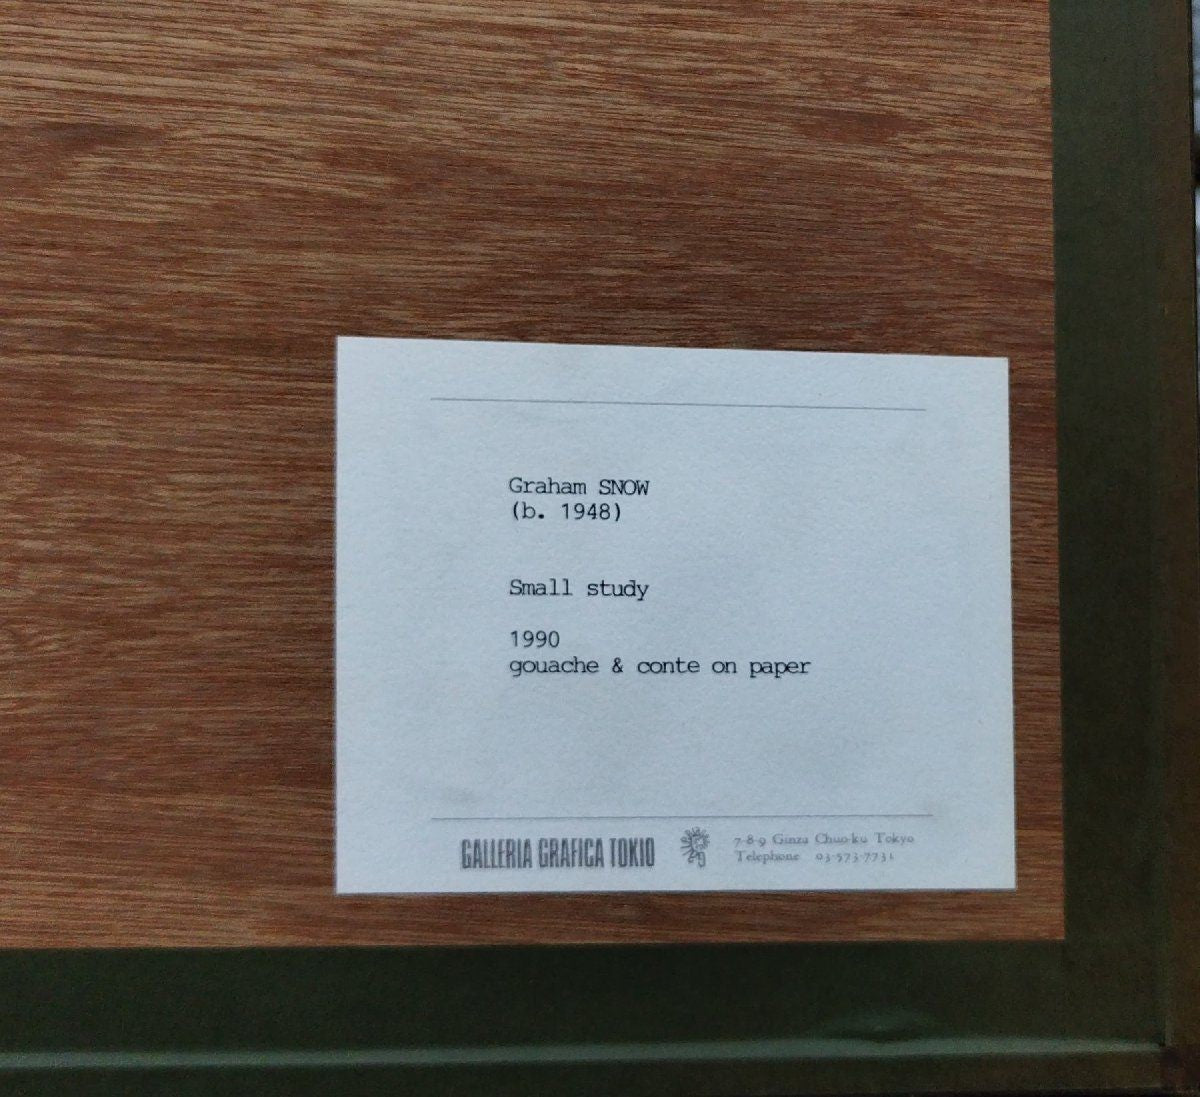 Graham SNOW
(b. 1948)
Small study
1990
gouache & conte on paper
GALLERIA GRAFICA TOKIO
7-8-9 Ginza Chuo-ku Tokyo
Telephone 03-573-7731